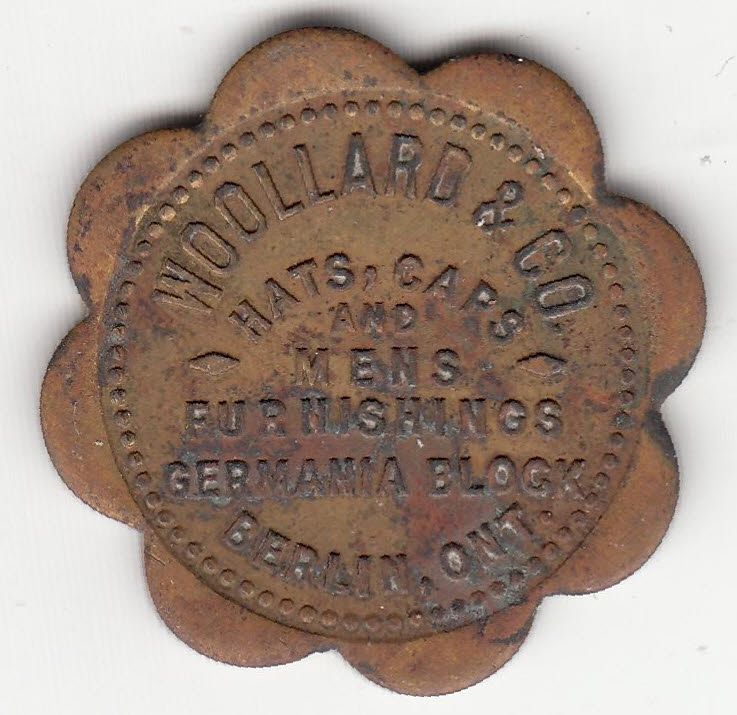 WOOLLARD & CO
HATS, CAPS
AND
MENS
FURNISHINGS
GERMANIA BLOCK
BERLIN, ONT.